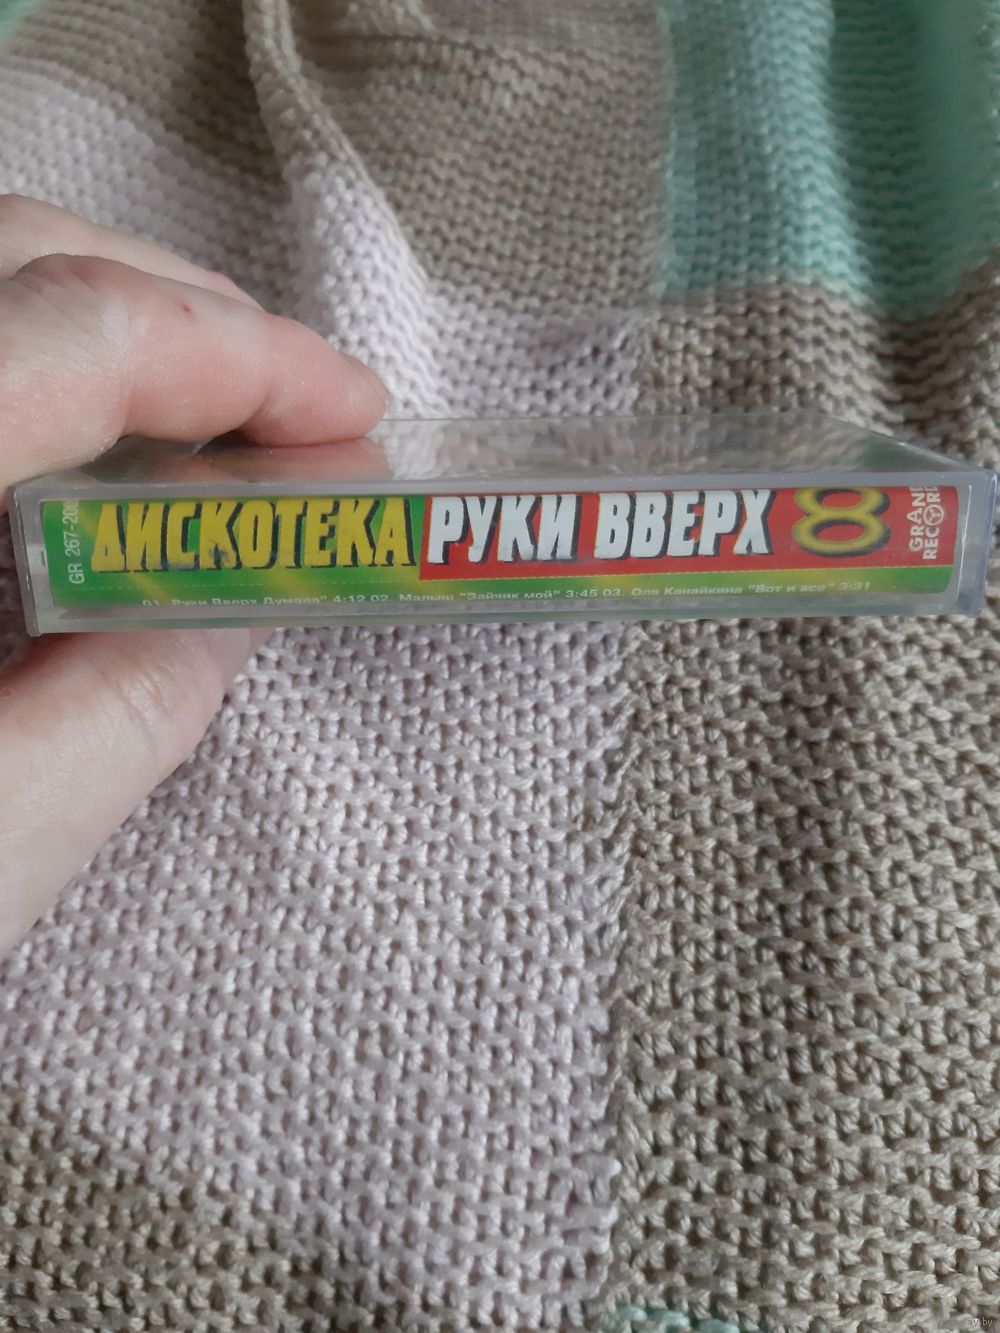 GR 267-200
ДИСКОТЕКА РУКИ ВВЕРХ 8
GRAND
RECORD
01. Руки Вверх Думала" 4:12 02. Малыш "Зайчик мой" 3:45 03. Оля Канайкина "Вот и все" 3:31